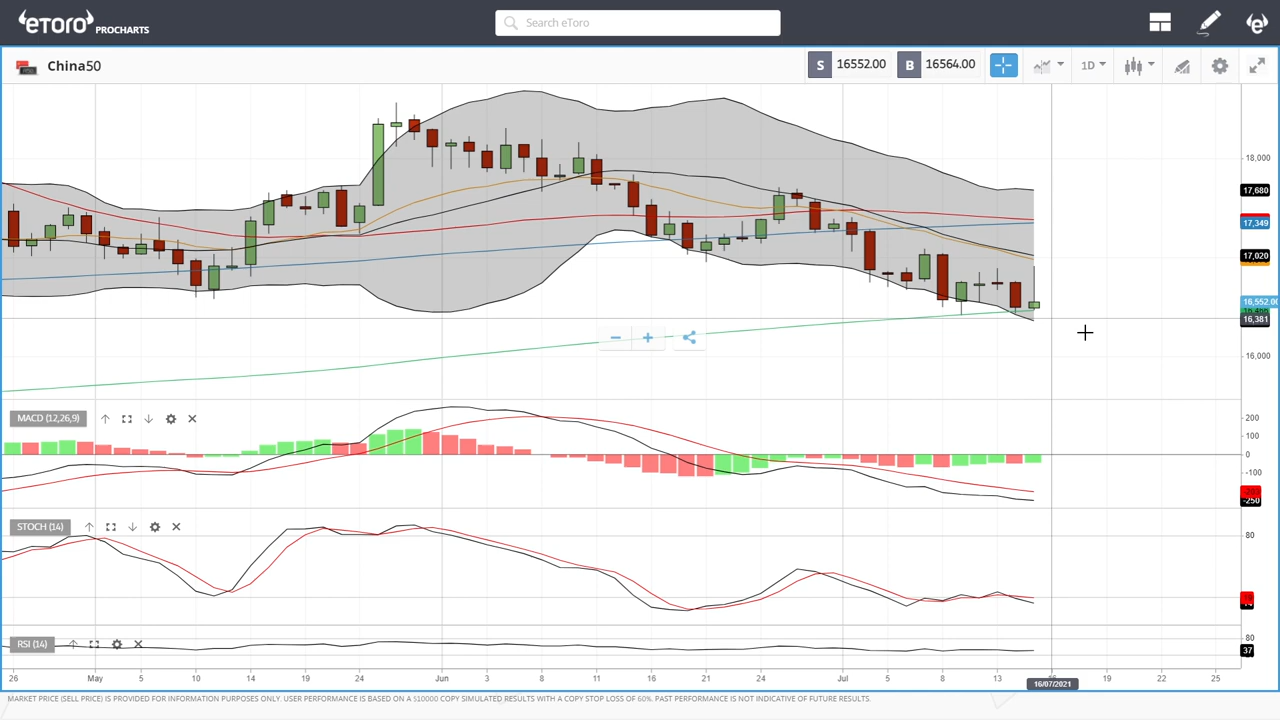 eTORO PROCHARTS
Search eToro
China50
S 16552.00 B 16564.00 1D
18,000
17,680
17,349
17,020
16,552.00
16,381
16,000
MACD (12,26,9)
200
100
0
-100
-250
STOCH (14)
80
RSI (14)
80
37
26 May 5 10 14 19 24 Jun 3 8 11 16 21 24 Jul 5 8 13 19 22 25
16/07/2021
MARKET PRICE (SELL PRICE) IS PROVIDED FOR INFORMATION PURPOSES ONLY. USER PERFORMANCE IS BASED ON A $10000 COPY SIMULATED RESULTS WITH A COPY STOP LOSS OF 60%. PAST PERFORMANCE IS NOT INDICATIVE OF FUTURE RESULTS.